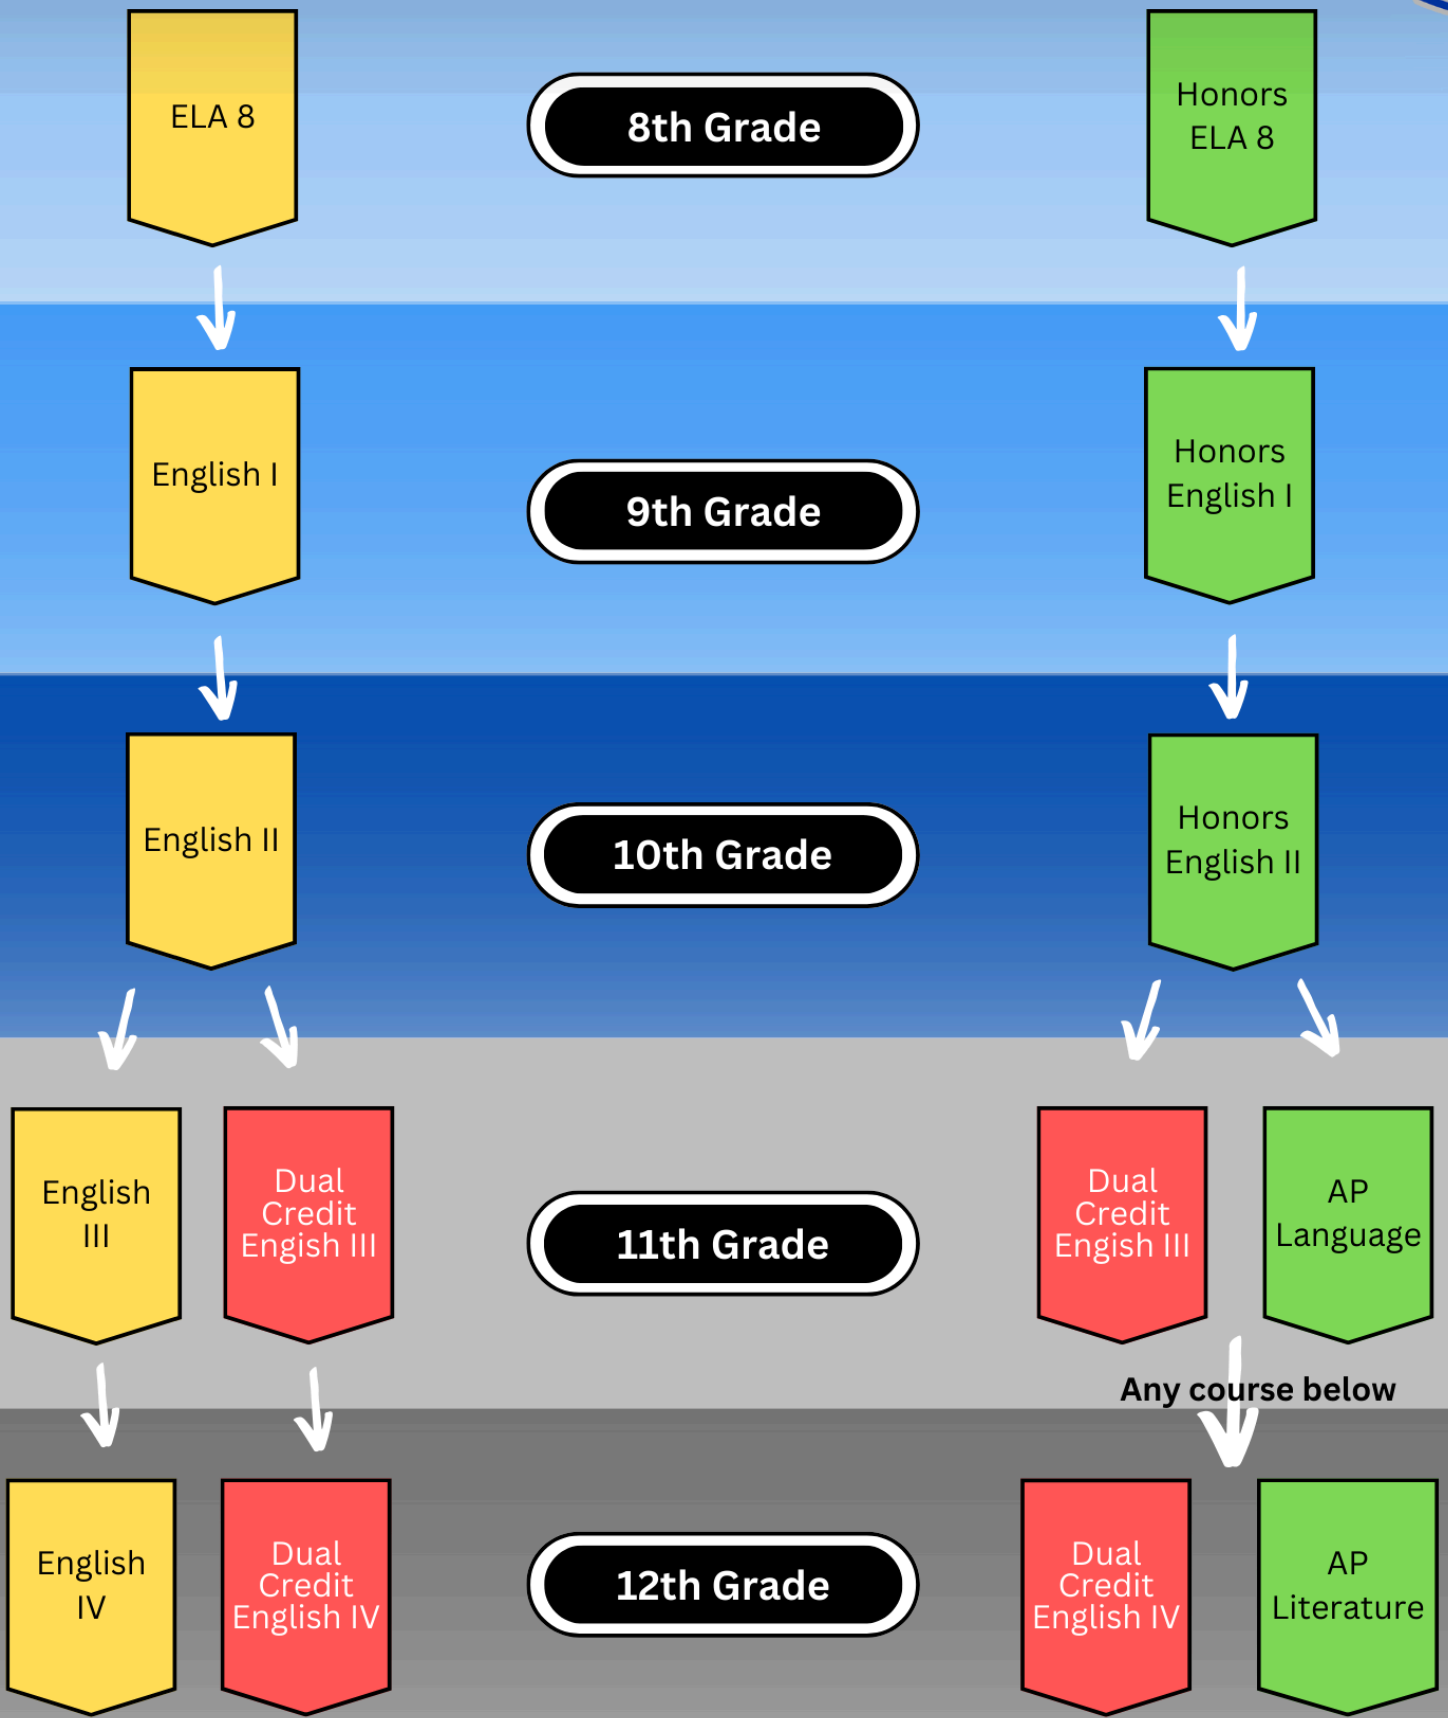 ELA 8
8th Grade
Honors
ELA 8
English I
9th Grade
Honors
English I
English II
10th Grade
Honors
English II
English
III
Dual
Credit
Engish III
11th Grade
Dual
Credit
Engish III
AP
Language
Any course below
English
IV
Dual
Credit
English IV
12th Grade
Dual
Credit
English IV
AP
Literature